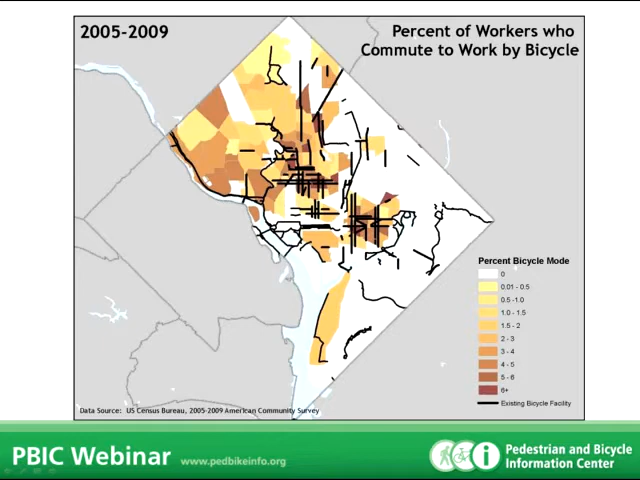 2005-2009
Percent of Workers who
Commute to Work by Bicycle
Percent Bicycle Mode
0
0.01 - 0.5
0.5 -1.0
1.0 - 1.5
1.5 - 2
2 - 3
3 - 4
4 - 5
5 - 6
6+
Existing Bicycle Facility
Data Source: US Census Bureau, 2005-2009 American Community Survey
PBIC Webinar
www.pedbikeinfo.org
Pedestrian and Bicycle
Information Center